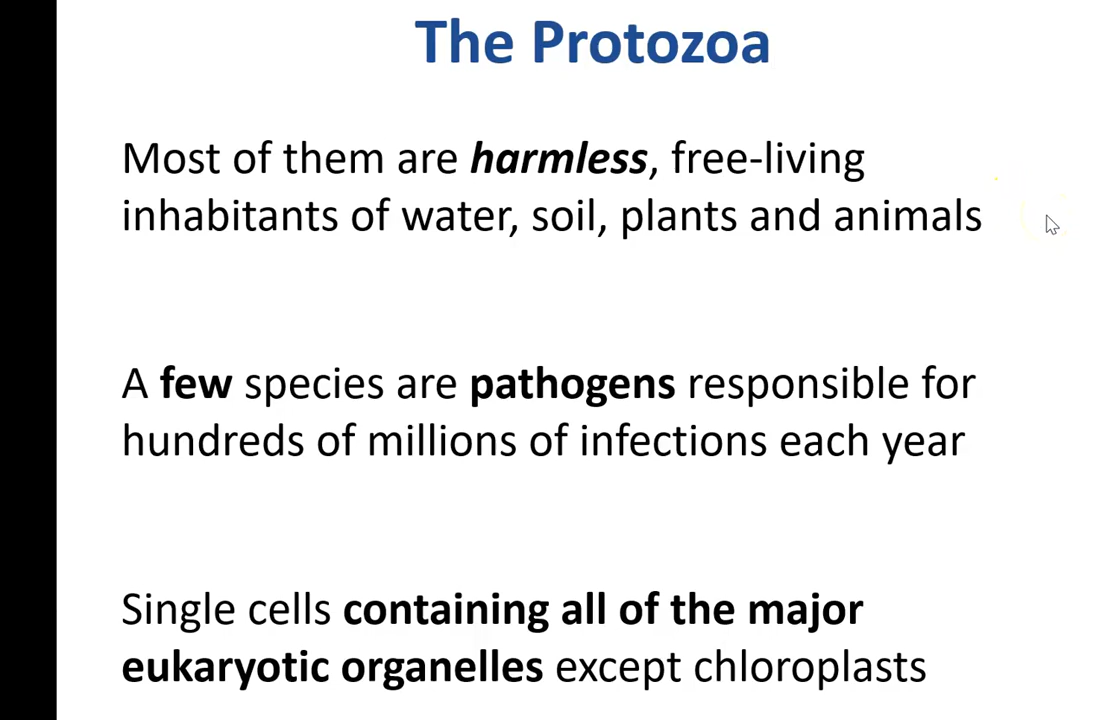 The Protozoa
Most of them are harmless, free-living
inhabitants of water, soil, plants and animals
A few species are pathogens responsible for
hundreds of millions of infections each year
Single cells containing all of the major
eukaryotic organelles except chloroplasts